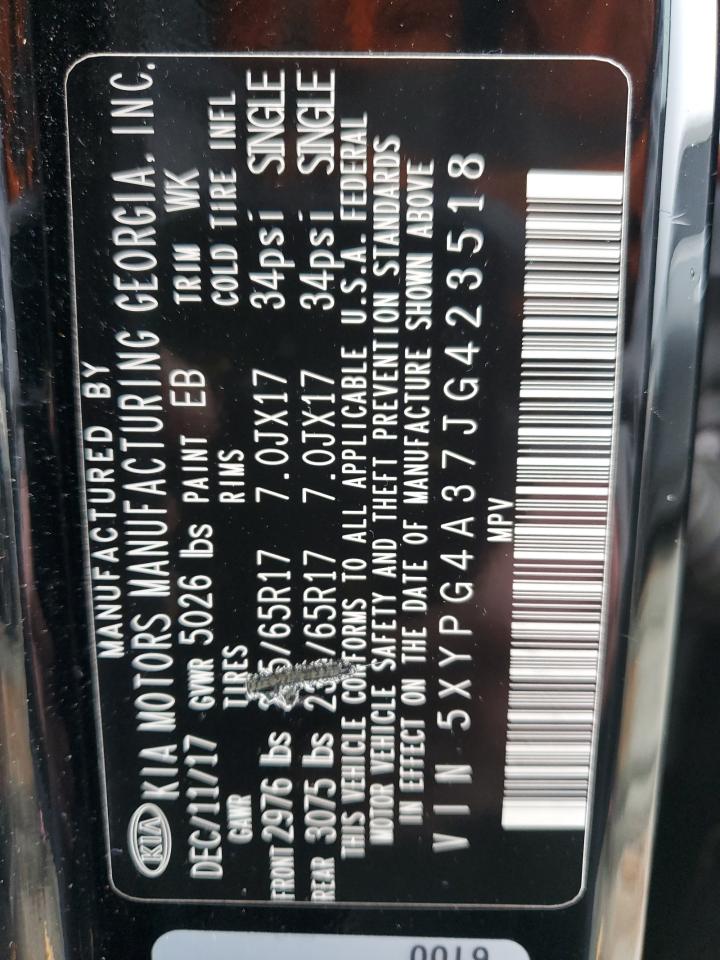 MANUFACTURED BY
KIA KIA MOTORS MANUFACTURING GEORGIA, INC.
DEC/11/17 GVWR 5026 lbs PAINT EB TRIM WK
GAWR TIRES RIMS COLD TIRE INFL
FRONT 2976 lbs /65R17 7.0JX17 34psi SINGLE
REAR 3075 lbs /65R17 7.0JX17 34psi SINGLE
THIS VEHICLE CONFORMS TO ALL APPLICABLE U.S.A. FEDERAL
MOTOR VEHICLE SAFETY AND THEFT PREVENTION STANDARDS
IN EFFECT ON THE DATE OF MANUFACTURE SHOWN ABOVE
VIN 5XYPG4A37JG423518
MPV